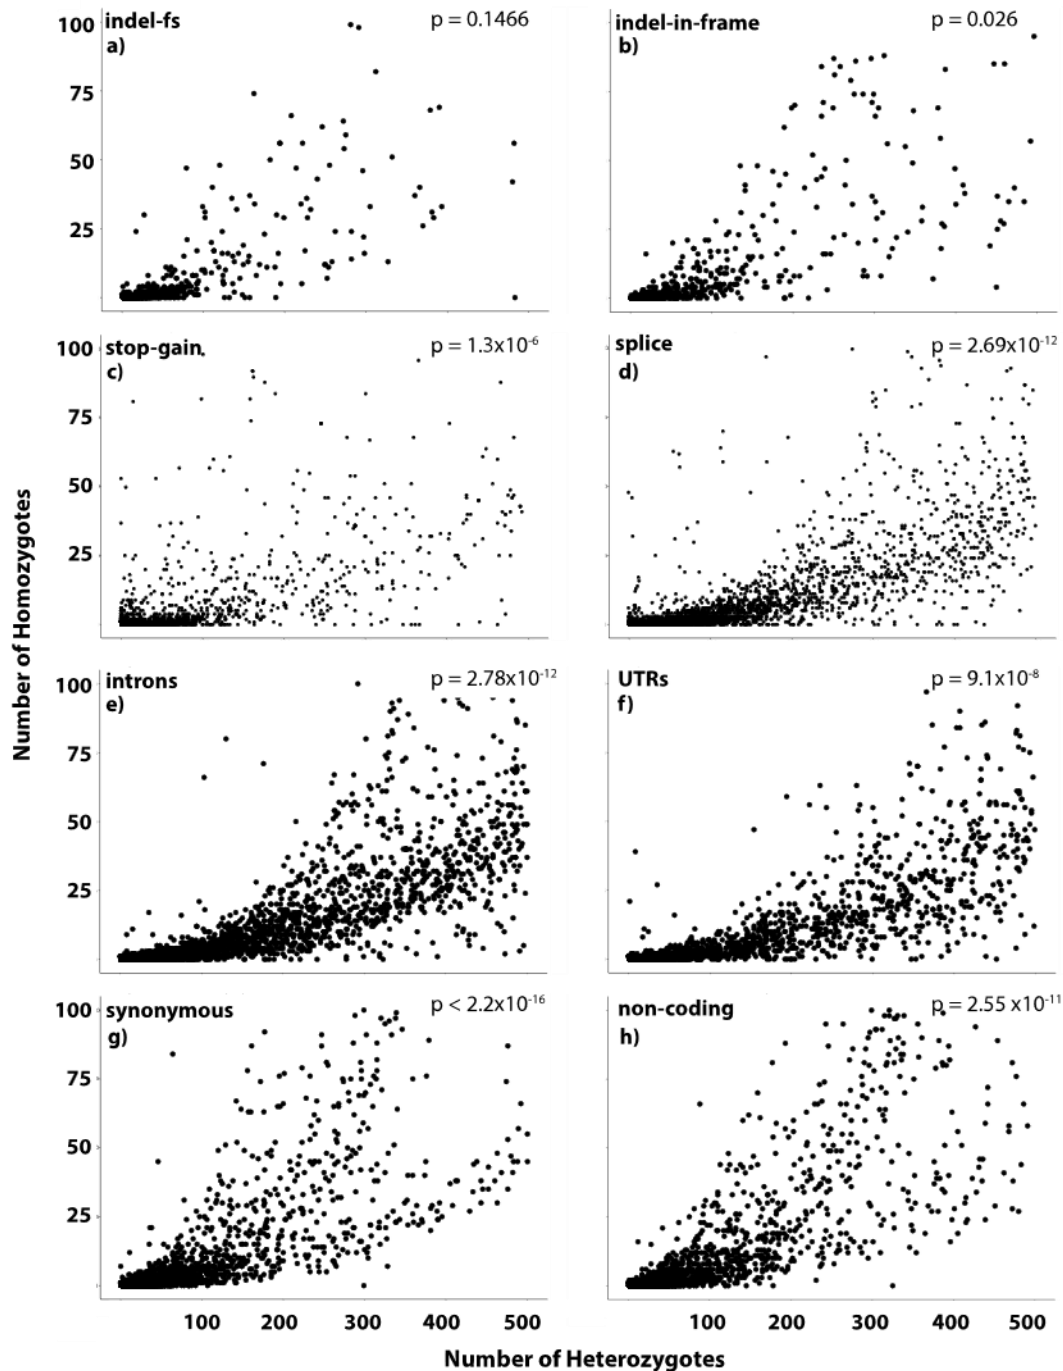 indel-fs
a)
p = 0.1466
100
75
50
25
indel-in-frame
b)
p = 0.026
stop-gain
c)
p = 1.3x10⁻⁶
100
75
50
25
splice
d)
p = 2.69x10⁻¹²
introns
e)
p = 2.78x10⁻¹²
100
75
50
25
UTRs
f)
p = 9.1x10⁻⁸
synonymous
g)
p < 2.2x10⁻¹⁶
100
75
50
25
non-coding
h)
p = 2.55 x10⁻¹¹
Number of Homozygotes
100 200 300 400 500
100 200 300 400 500
Number of Heterozygotes